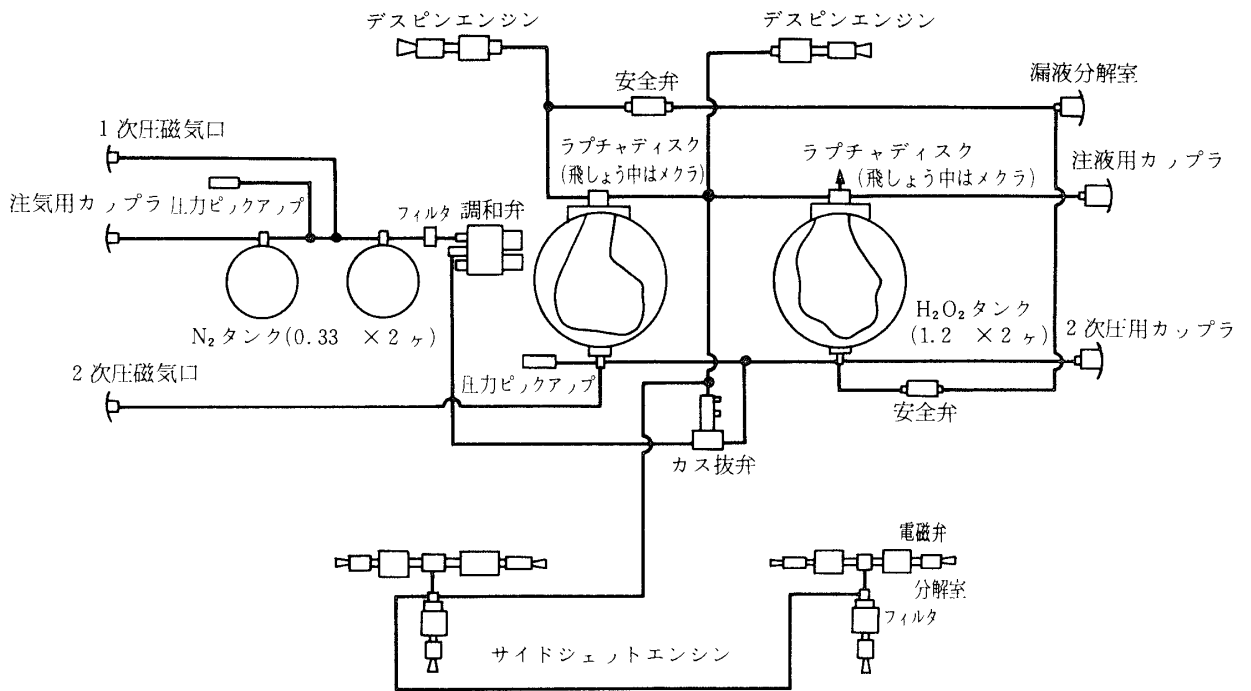 デスピンエンジン
デスピンエンジン
安全弁
漏液分解室
1次圧磁気口
ラプチャディスク
(飛しょう中はメクラ)
ラプチャディスク
(飛しょう中はメクラ)
注液用カップラ
注気用カップラ
圧力ピックアップ
フィルタ
調和弁
N₂タンク(0.33 ×2ヶ)
H₂O₂タンク
(1.2 ×2ヶ)
2次圧用カップラ
2次圧磁気口
圧力ピックアップ
安全弁
カス抜弁
電磁弁
分解室
フィルタ
サイドジェットエンシン